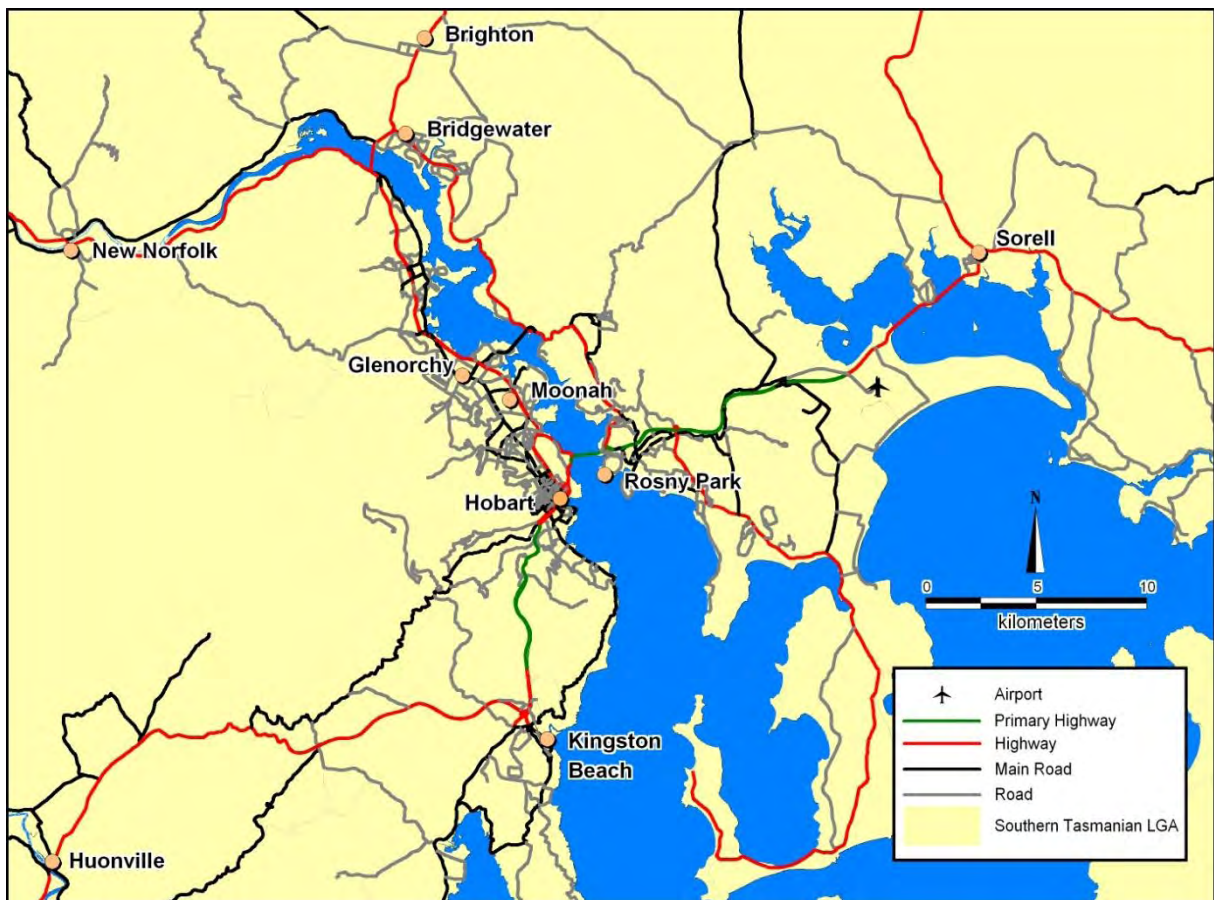 Brighton
Bridgewater
New Norfolk
Sorell
Glenorchy
Moonah
Rosny Park
Hobart
N
0 5 10
kilometers
Kingston
Beach
Huonville
Airport
Primary Highway
Highway
Main Road
Road
Southern Tasmanian LGA